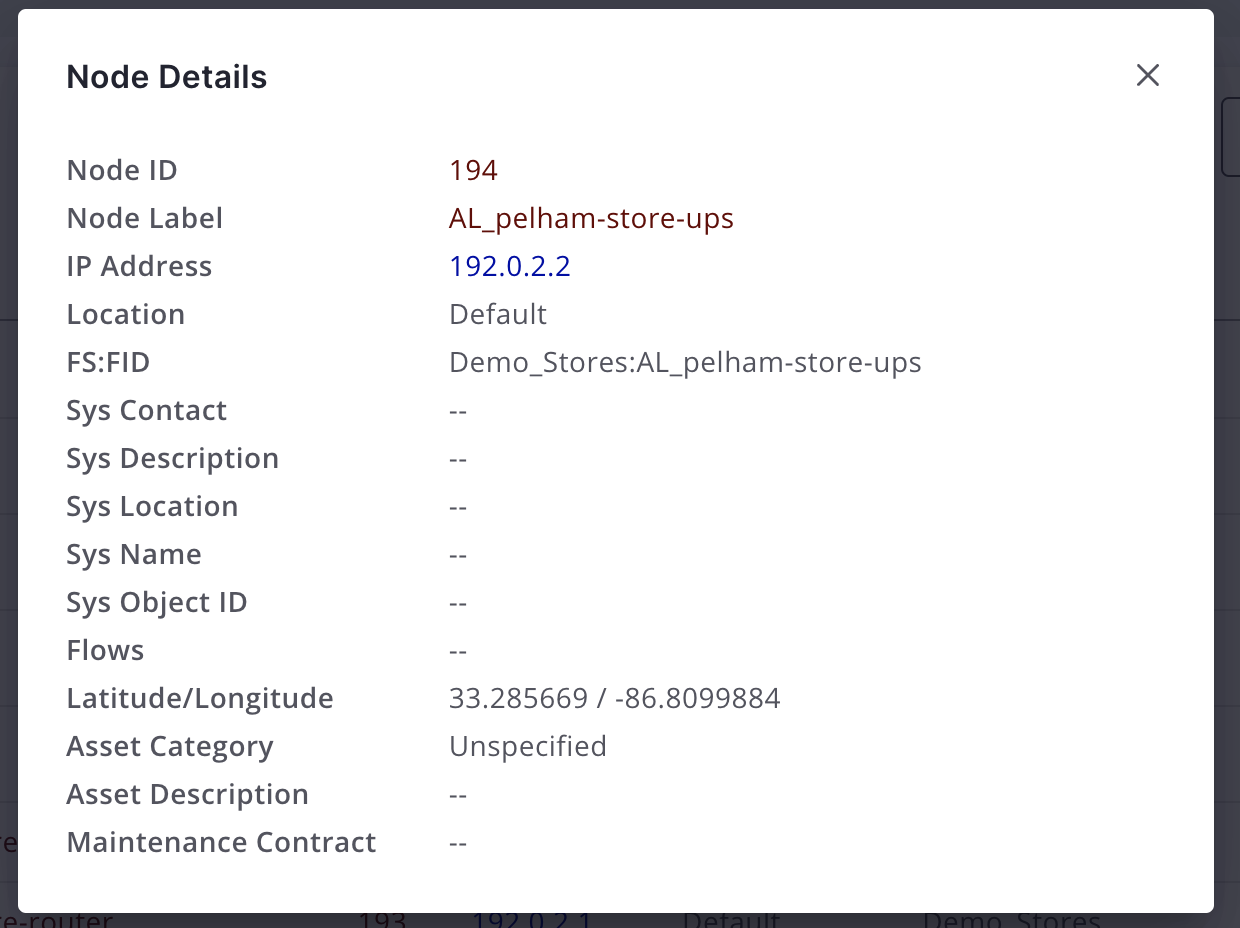 Node Details
Node ID 194
Node Label AL_pelham-store-ups
IP Address 192.0.2.2
Location Default
FS:FID Demo_Stores:AL_pelham-store-ups
Sys Contact --
Sys Description --
Sys Location --
Sys Name --
Sys Object ID --
Flows --
Latitude/Longitude 33.285669 / -86.8099884
Asset Category Unspecified
Asset Description --
Maintenance Contract --
re-router 193 192.0.2.1 Default Demo_Stores